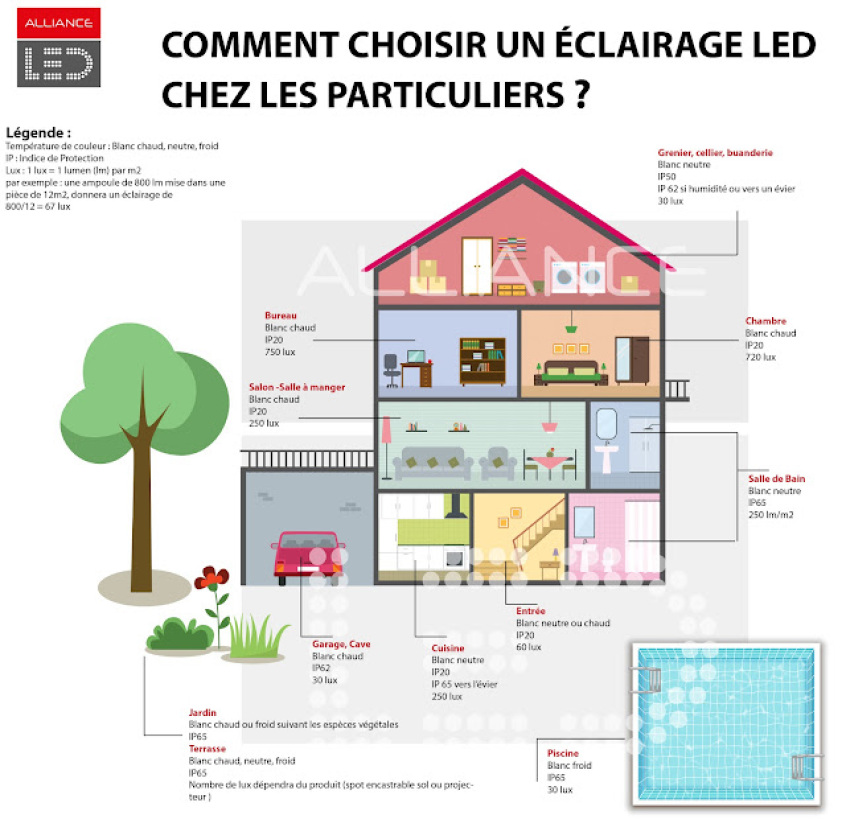 ALLIANCE
LED
COMMENT CHOISIR UN ÉCLAIRAGE LED
CHEZ LES PARTICULIERS ?
Légende :
Température de couleur : Blanc chaud, neutre, froid
IP : Indice de Protection
Lux : 1 lux = 1 lumen (lm) par m2
par exemple : une ampoule de 800 lm mise dans une
pièce de 12m2, donnera un éclairage de
800/12 = 67 lux
Grenier, cellier, buanderie
Blanc neutre
IP50
IP 62 si humidité ou vers un évier
30 lux
ALLIANCE
Bureau
Blanc chaud
IP20
750 lux
Chambre
Blanc chaud
IP20
720 lux
Salon -Salle à manger
Blanc chaud
IP20
250 lux
Salle de Bain
Blanc neutre
IP65
250 lm/m2
Entrée
Blanc neutre ou chaud
IP20
60 lux
Garage, Cave
Blanc chaud
IP62
30 lux
Cuisine
Blanc neutre
IP20
IP 65 vers l'évier
250 lux
Jardin
Blanc chaud ou froid suivant les espèces végétales
IP65
Terrasse
Blanc chaud, neutre, froid
IP65
Nombre de lux dépendra du produit (spot encastrable sol ou projec-
teur )
Piscine
Blanc froid
IP65
30 lux